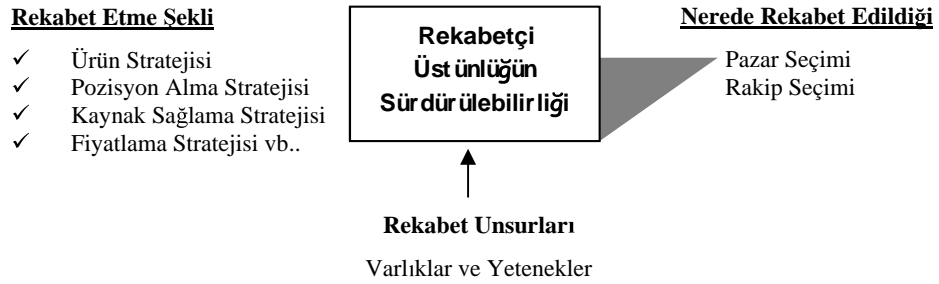 Rekabet Etme Şekli
✓ Ürün Stratejisi
✓ Pozisyon Alma Stratejisi
✓ Kaynak Sağlama Stratejisi
✓ Fiyatlama Stratejisi vb..
Rekabetçi
Üstünlüğün
Sürdürülebilirliği
Nerede Rekabet Edildiği
Pazar Seçimi
Rakip Seçimi
Rekabet Unsurları
Varlıklar ve Yetenekler